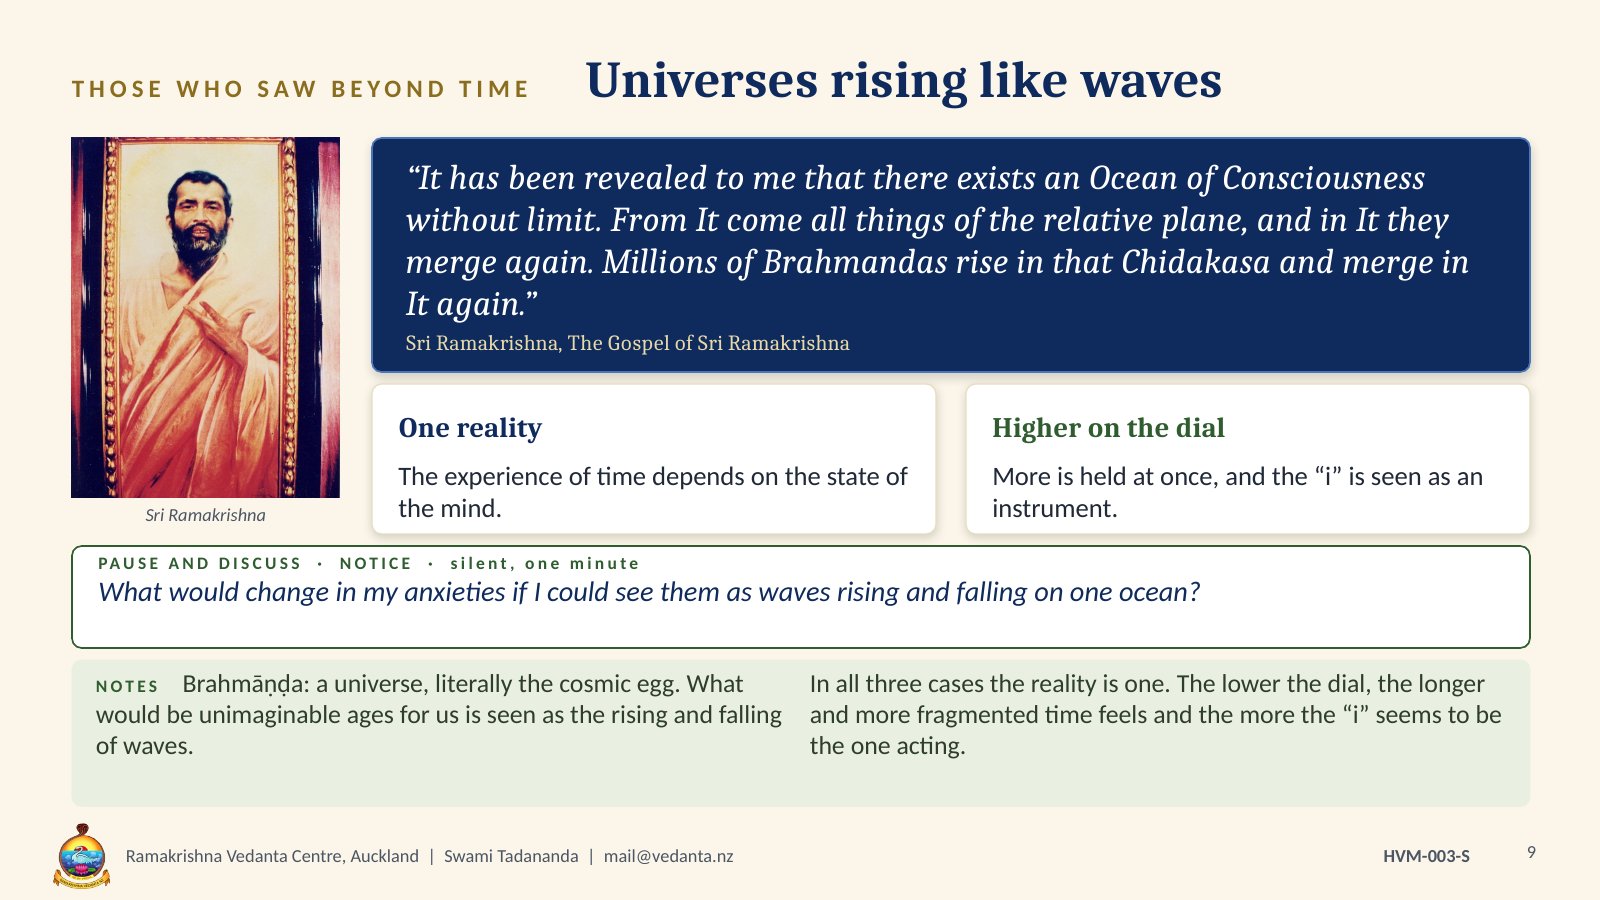 THOSE WHO SAW BEYOND TIME
Universes rising like waves
“It has been revealed to me that there exists an Ocean of Consciousness
without limit. From It come all things of the relative plane, and in It they
merge again. Millions of Brahmandas rise in that Chidakasa and merge in
It again.”
Sri Ramakrishna, The Gospel of Sri Ramakrishna
Sri Ramakrishna
One reality
The experience of time depends on the state of
the mind.
Higher on the dial
More is held at once, and the “i” is seen as an
instrument.
PAUSE AND DISCUSS · NOTICE · silent, one minute
What would change in my anxieties if I could see them as waves rising and falling on one ocean?
NOTES Brahmāṇḍa: a universe, literally the cosmic egg. What
would be unimaginable ages for us is seen as the rising and falling
of waves.
In all three cases the reality is one. The lower the dial, the longer
and more fragmented time feels and the more the “i” seems to be
the one acting.
Ramakrishna Vedanta Centre, Auckland | Swami Tadananda | mail@vedanta.nz
HVM-003-S
9